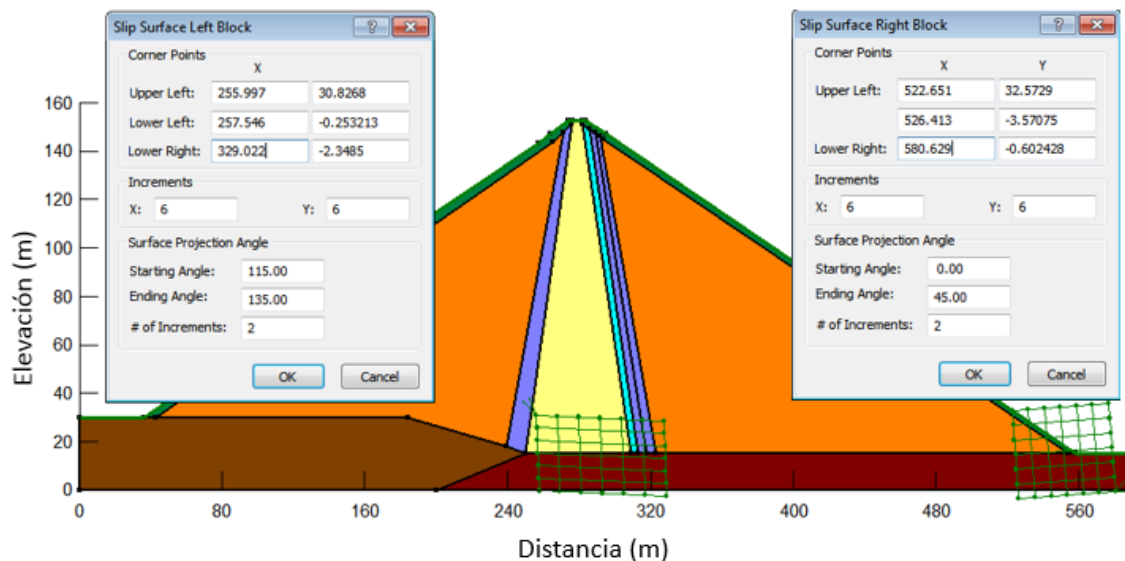 Slip Surface Left Block
Corner Points
X
Upper Left: 255.997 30.8268
Lower Left: 257.546 -0.253213
Lower Right: 329.022 -2.3485
Increments
X: 6 Y: 6
Surface Projection Angle
Starting Angle: 115.00
Ending Angle: 135.00
# of Increments: 2
OK Cancel
Slip Surface Right Block
Corner Points
X Y
Upper Left: 522.651 32.5729
526.413 -3.57075
Lower Right: 580.629 -0.602428
Increments
X: 6 Y: 6
Surface Projection Angle
Starting Angle: 0.00
Ending Angle: 45.00
# of Increments: 2
OK Cancel
Elevación (m)
160
140
120
100
80
60
40
20
0
0 80 160 240 320 400 480 560
Distancia (m)